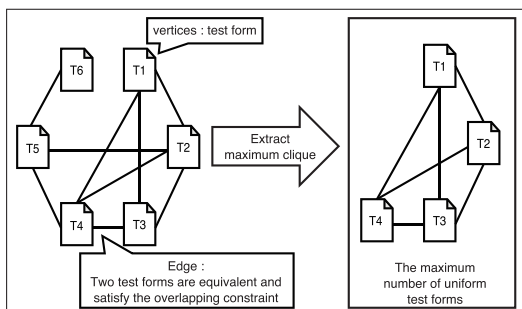 vertices : test form
T6
T1
T5
T2
T4
T3
Edge :
Two test forms are equivalent and
satisfy the overlapping constraint
Extract
maximum clique
T1
T2
T4
T3
The maximum
number of uniform
test forms